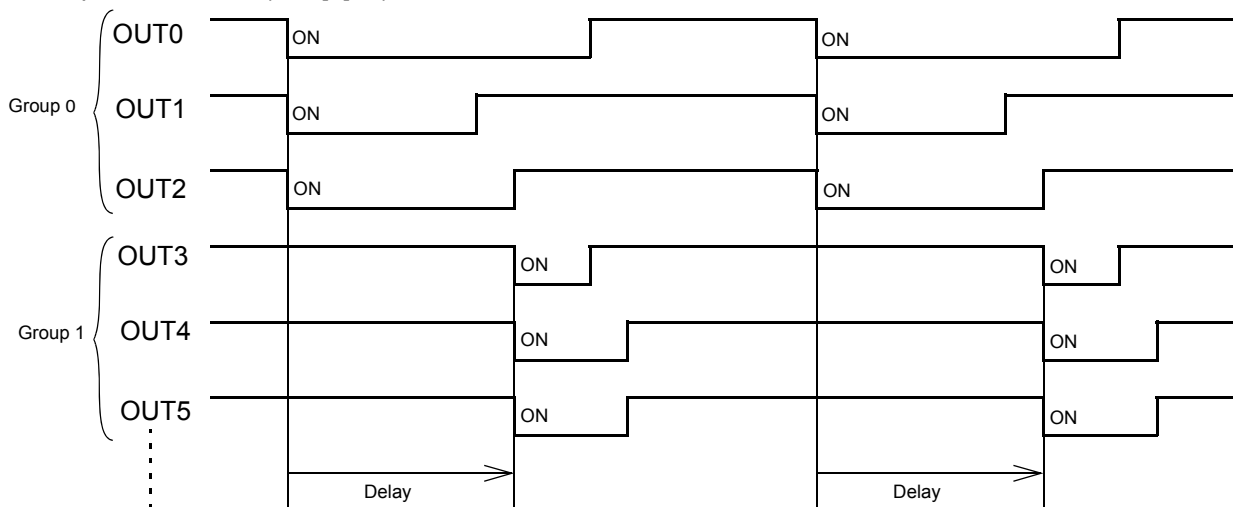 OUT0 ON ON
Group 0 OUT1 ON ON
OUT2 ON ON
OUT3 ON ON
Group 1 OUT4 ON ON
OUT5 ON ON
Delay Delay